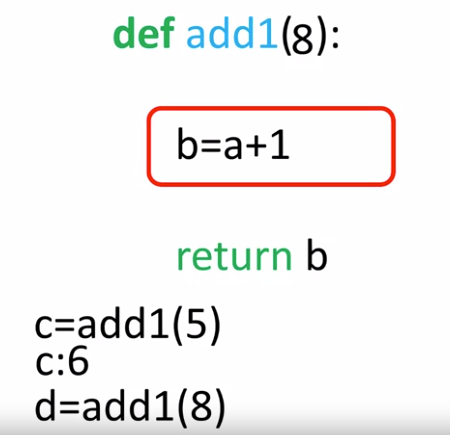 def add1(8):
b=a+1
return b
c=add1(5)
c:6
d=add1(8)